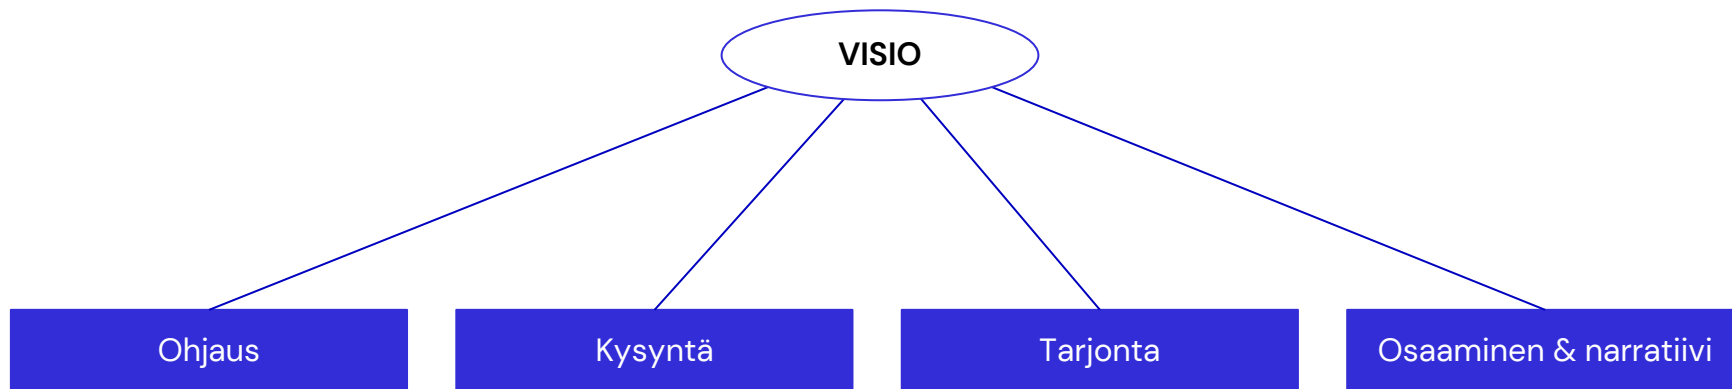 VISIO
Ohjaus
Kysyntä
Tarjonta
Osaaminen & narratiivi